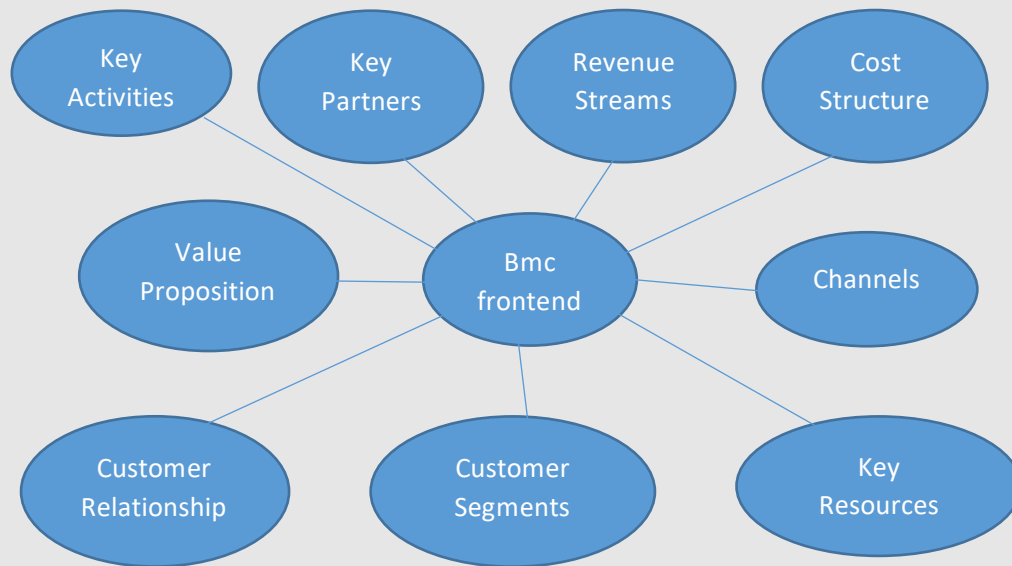 Key
Activities
Key
Partners
Revenue
Streams
Cost
Structure
Value
Proposition
Bmc
frontend
Channels
Customer
Relationship
Customer
Segments
Key
Resources